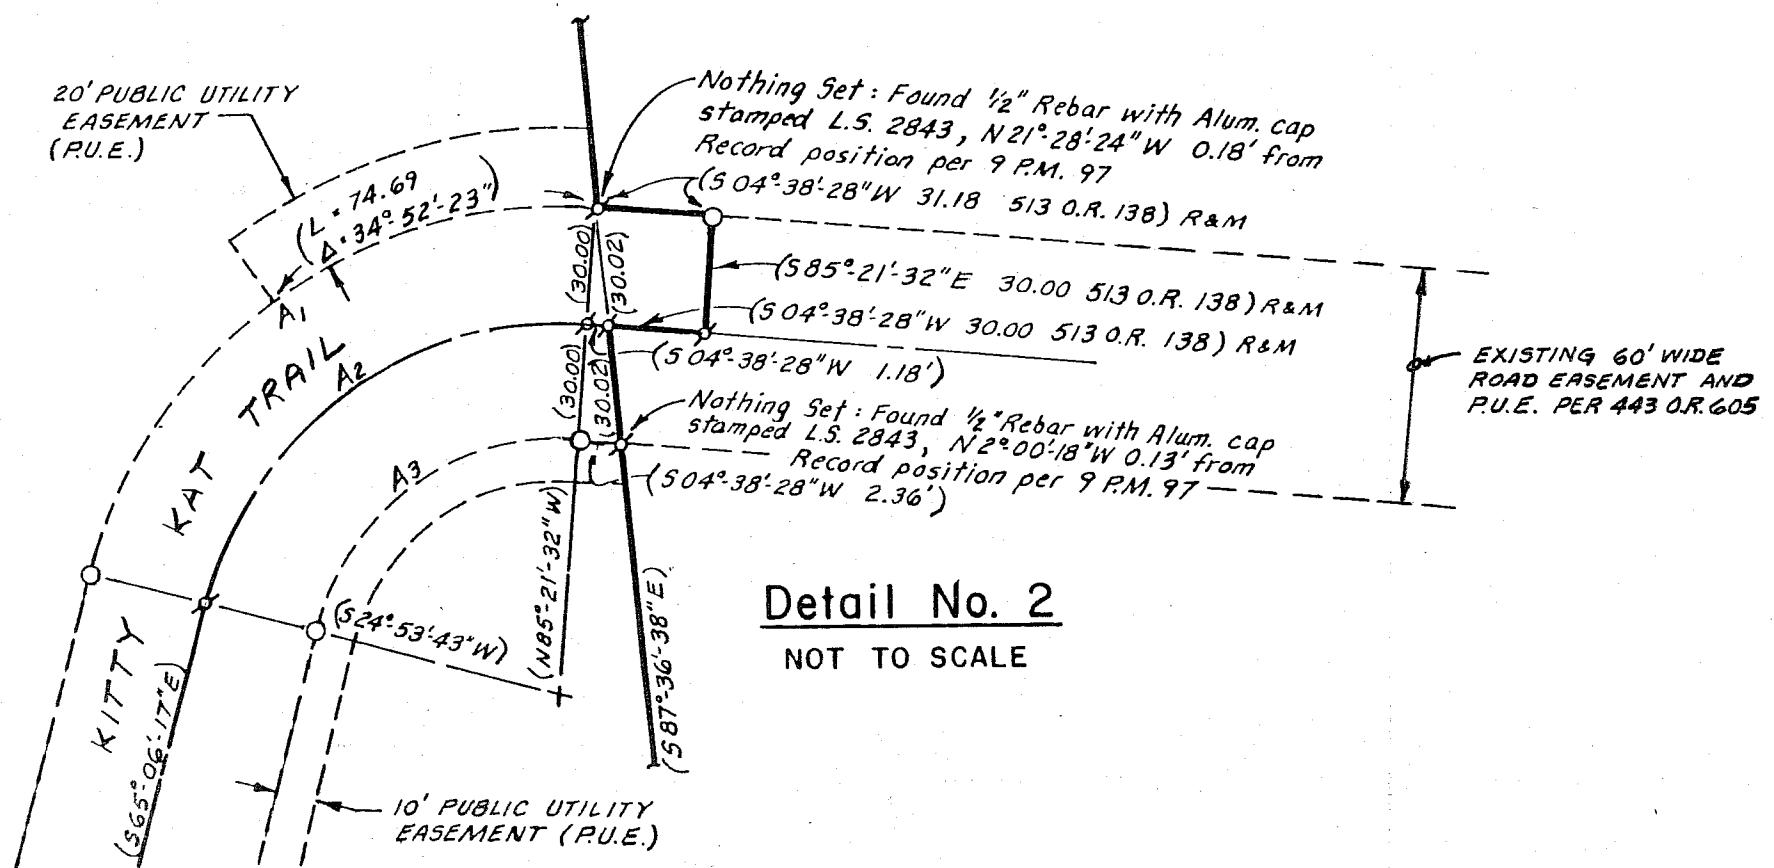 20' PUBLIC UTILITY
EASEMENT
(P.U.E.)
Nothing Set: Found 1/2" Rebar with Alum. cap
stamped L.S. 2843, N21°-28'-24"W 0.18' from
Record position per 9 P.M. 97
(S04°-38'-28"W 31.18 513 O.R. 138) R&M
(L=74.69
Δ=34°-52'-23")
(30.00)
(30.02)
(S85°-21'-32"E 30.00 513 O.R. 138) R&M
(S04°-38'-28"W 30.00 513 O.R. 138) R&M
A1
A2
(30.00)
(30.02)
(S04°-38'-28"W 1.18')
EXISTING 60' WIDE
ROAD EASEMENT AND
P.U.E. PER 443 O.R. 605
Nothing Set: Found 1/2" Rebar with Alum. cap
stamped L.S. 2843, N2°-00'-18"W 0.13' from
Record position per 9 P.M. 97
A3
(S04°-38'-28"W 2.36')
KITTY KAT TRAIL
(S24°-53'-43"W)
(N85°-21'-32"W)
(S87°-36'-38"E)
(S65°-06'-17"E)
Detail No. 2
NOT TO SCALE
10' PUBLIC UTILITY
EASEMENT (P.U.E.)